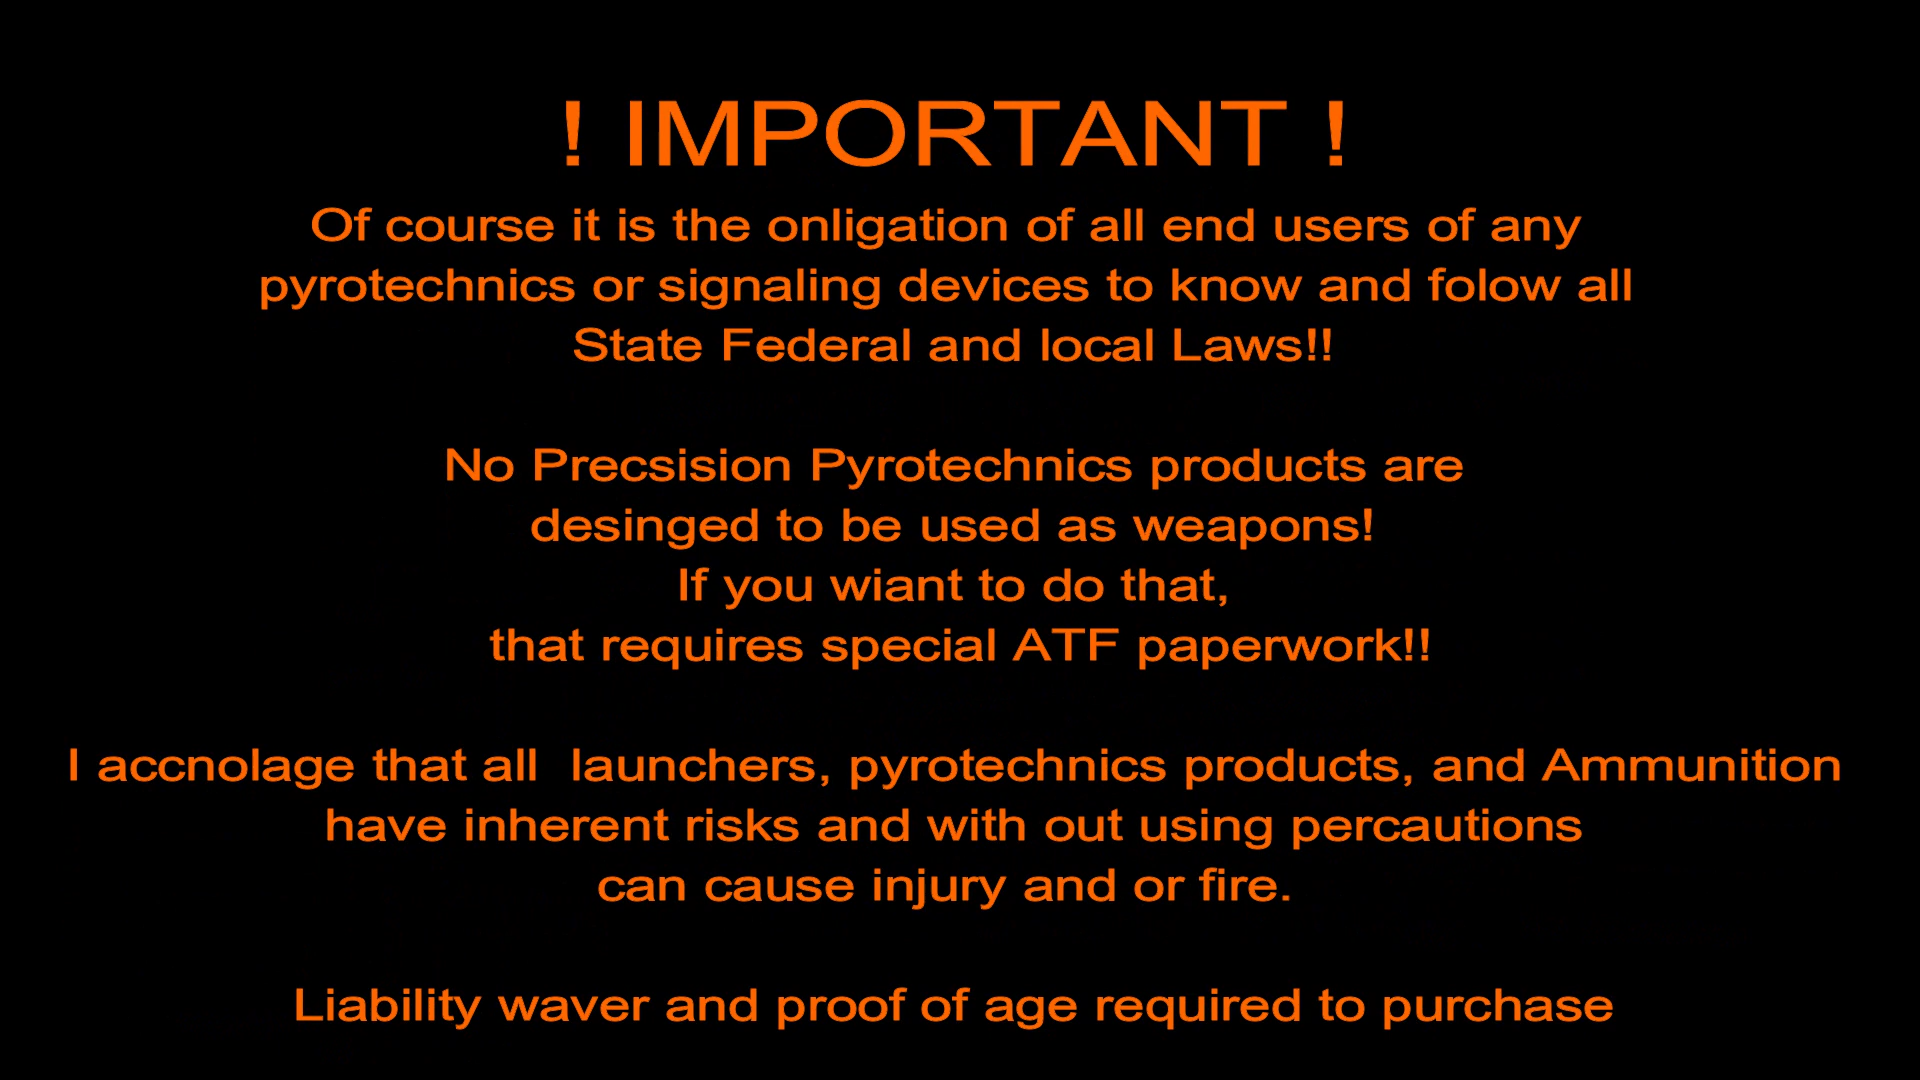 ! IMPORTANT !
Of course it is the onligation of all end users of any
pyrotechnics or signaling devices to know and folow all
State Federal and local Laws!!
No Precsision Pyrotechnics products are
desinged to be used as weapons!
If you wiant to do that,
that requires special ATF paperwork!!
I accnolage that all launchers, pyrotechnics products, and Ammunition
have inherent risks and with out using percautions
can cause injury and or fire.
Liability waver and proof of age required to purchase